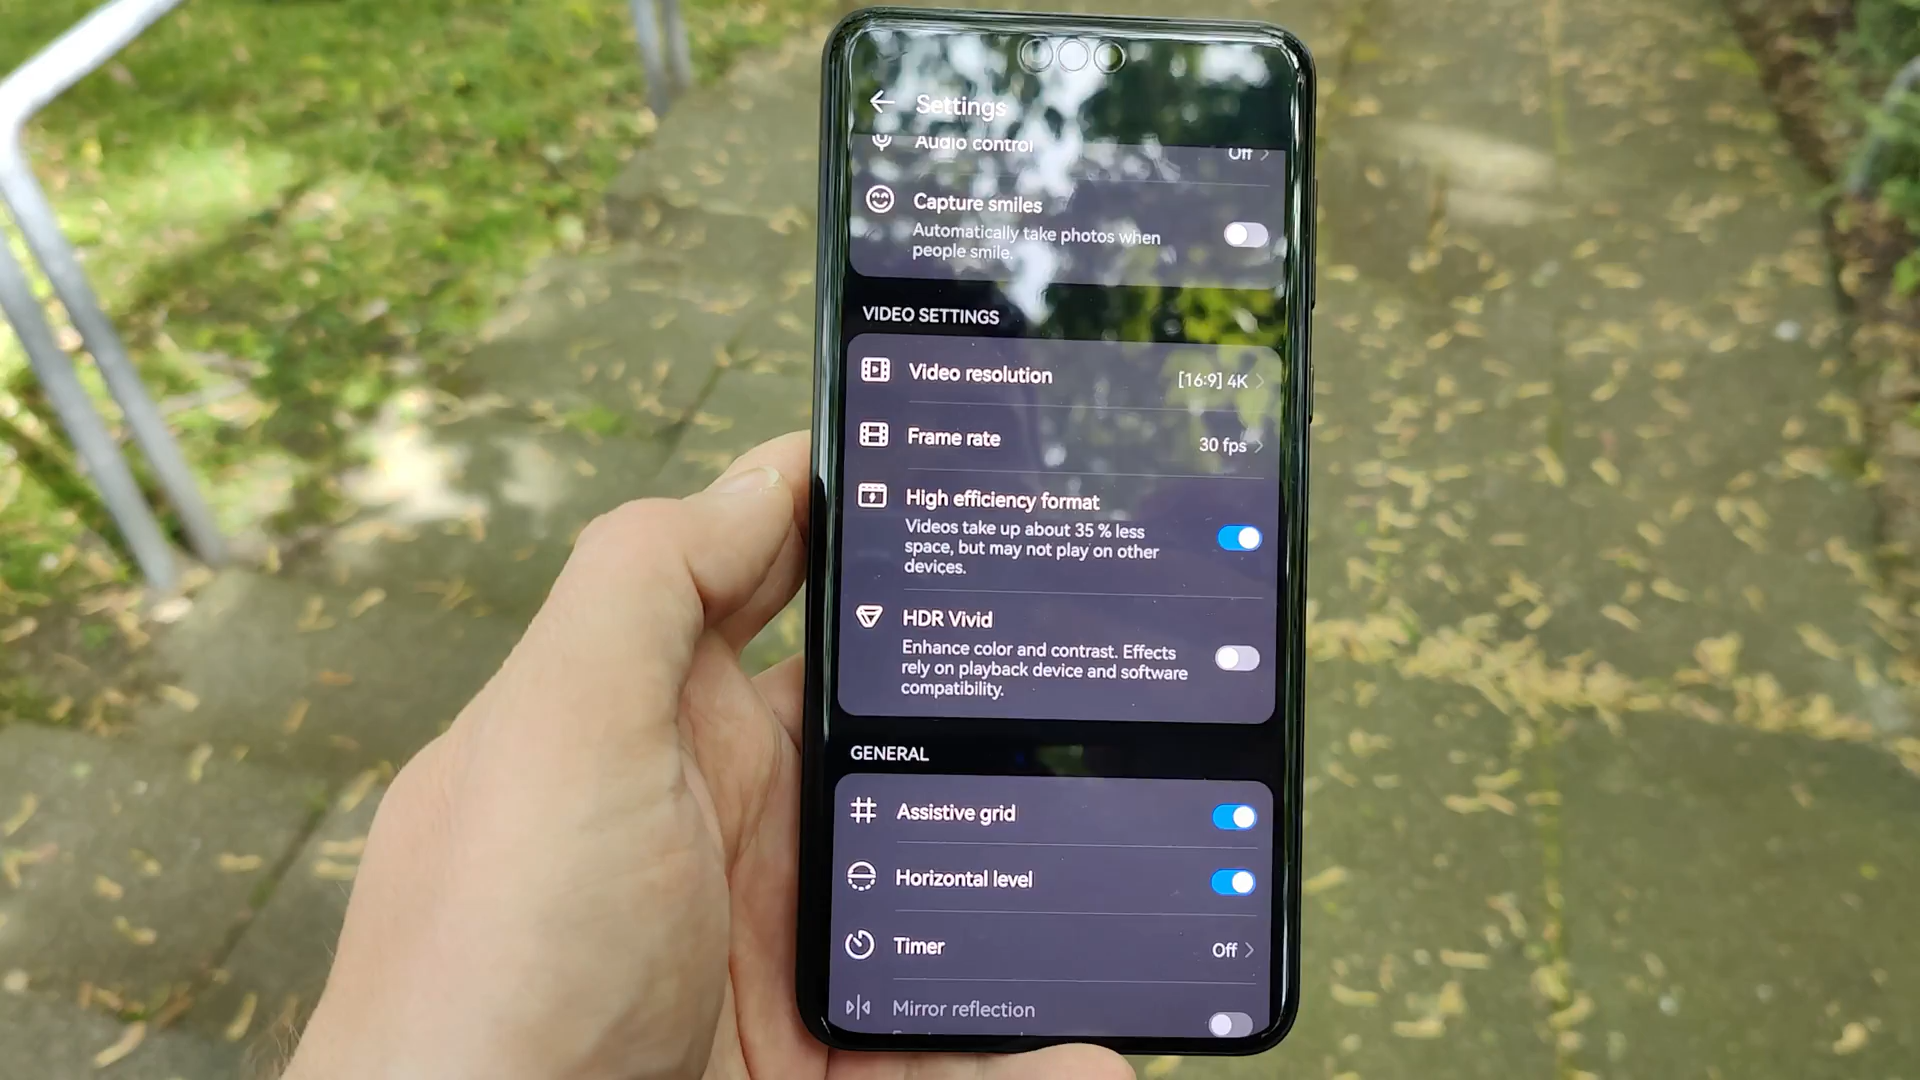 Settings
Audio control
Off
Capture smiles
Automatically take photos when
people smile.
VIDEO SETTINGS
Video resolution
[16:9] 4K
Frame rate
30 fps
High efficiency format
Videos take up about 35 % less
space, but may not play on other
devices.
HDR Vivid
Enhance color and contrast. Effects
rely on playback device and software
compatibility.
GENERAL
Assistive grid
Horizontal level
Timer
Off
Mirror reflection